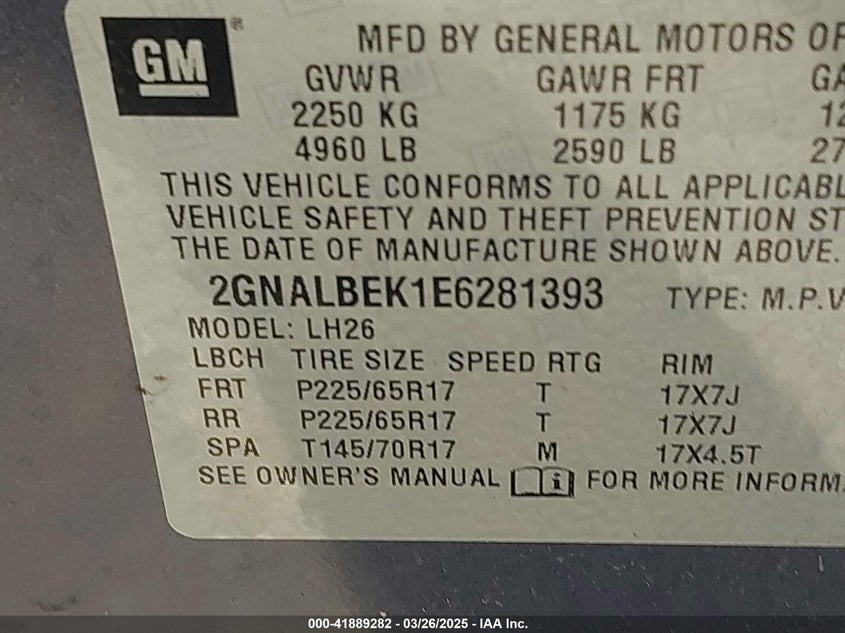 GM ®
MFD BY GENERAL MOTORS OF
GVWR GAWR FRT GA
2250 KG 1175 KG 12
4960 LB 2590 LB 27
THIS VEHICLE CONFORMS TO ALL APPLICABL
VEHICLE SAFETY AND THEFT PREVENTION ST
THE DATE OF MANUFACTURE SHOWN ABOVE.
2GNALBEK1E6281393 TYPE: M.P.V
MODEL: LH26
LBCH TIRE SIZE SPEED RTG RIM
FRT P225/65R17 T 17X7J
RR P225/65R17 T 17X7J
SPA T145/70R17 M 17X4.5T
SEE OWNER'S MANUAL i FOR MORE INFORM
000-41889282 - 03/26/2025 - IAA Inc.